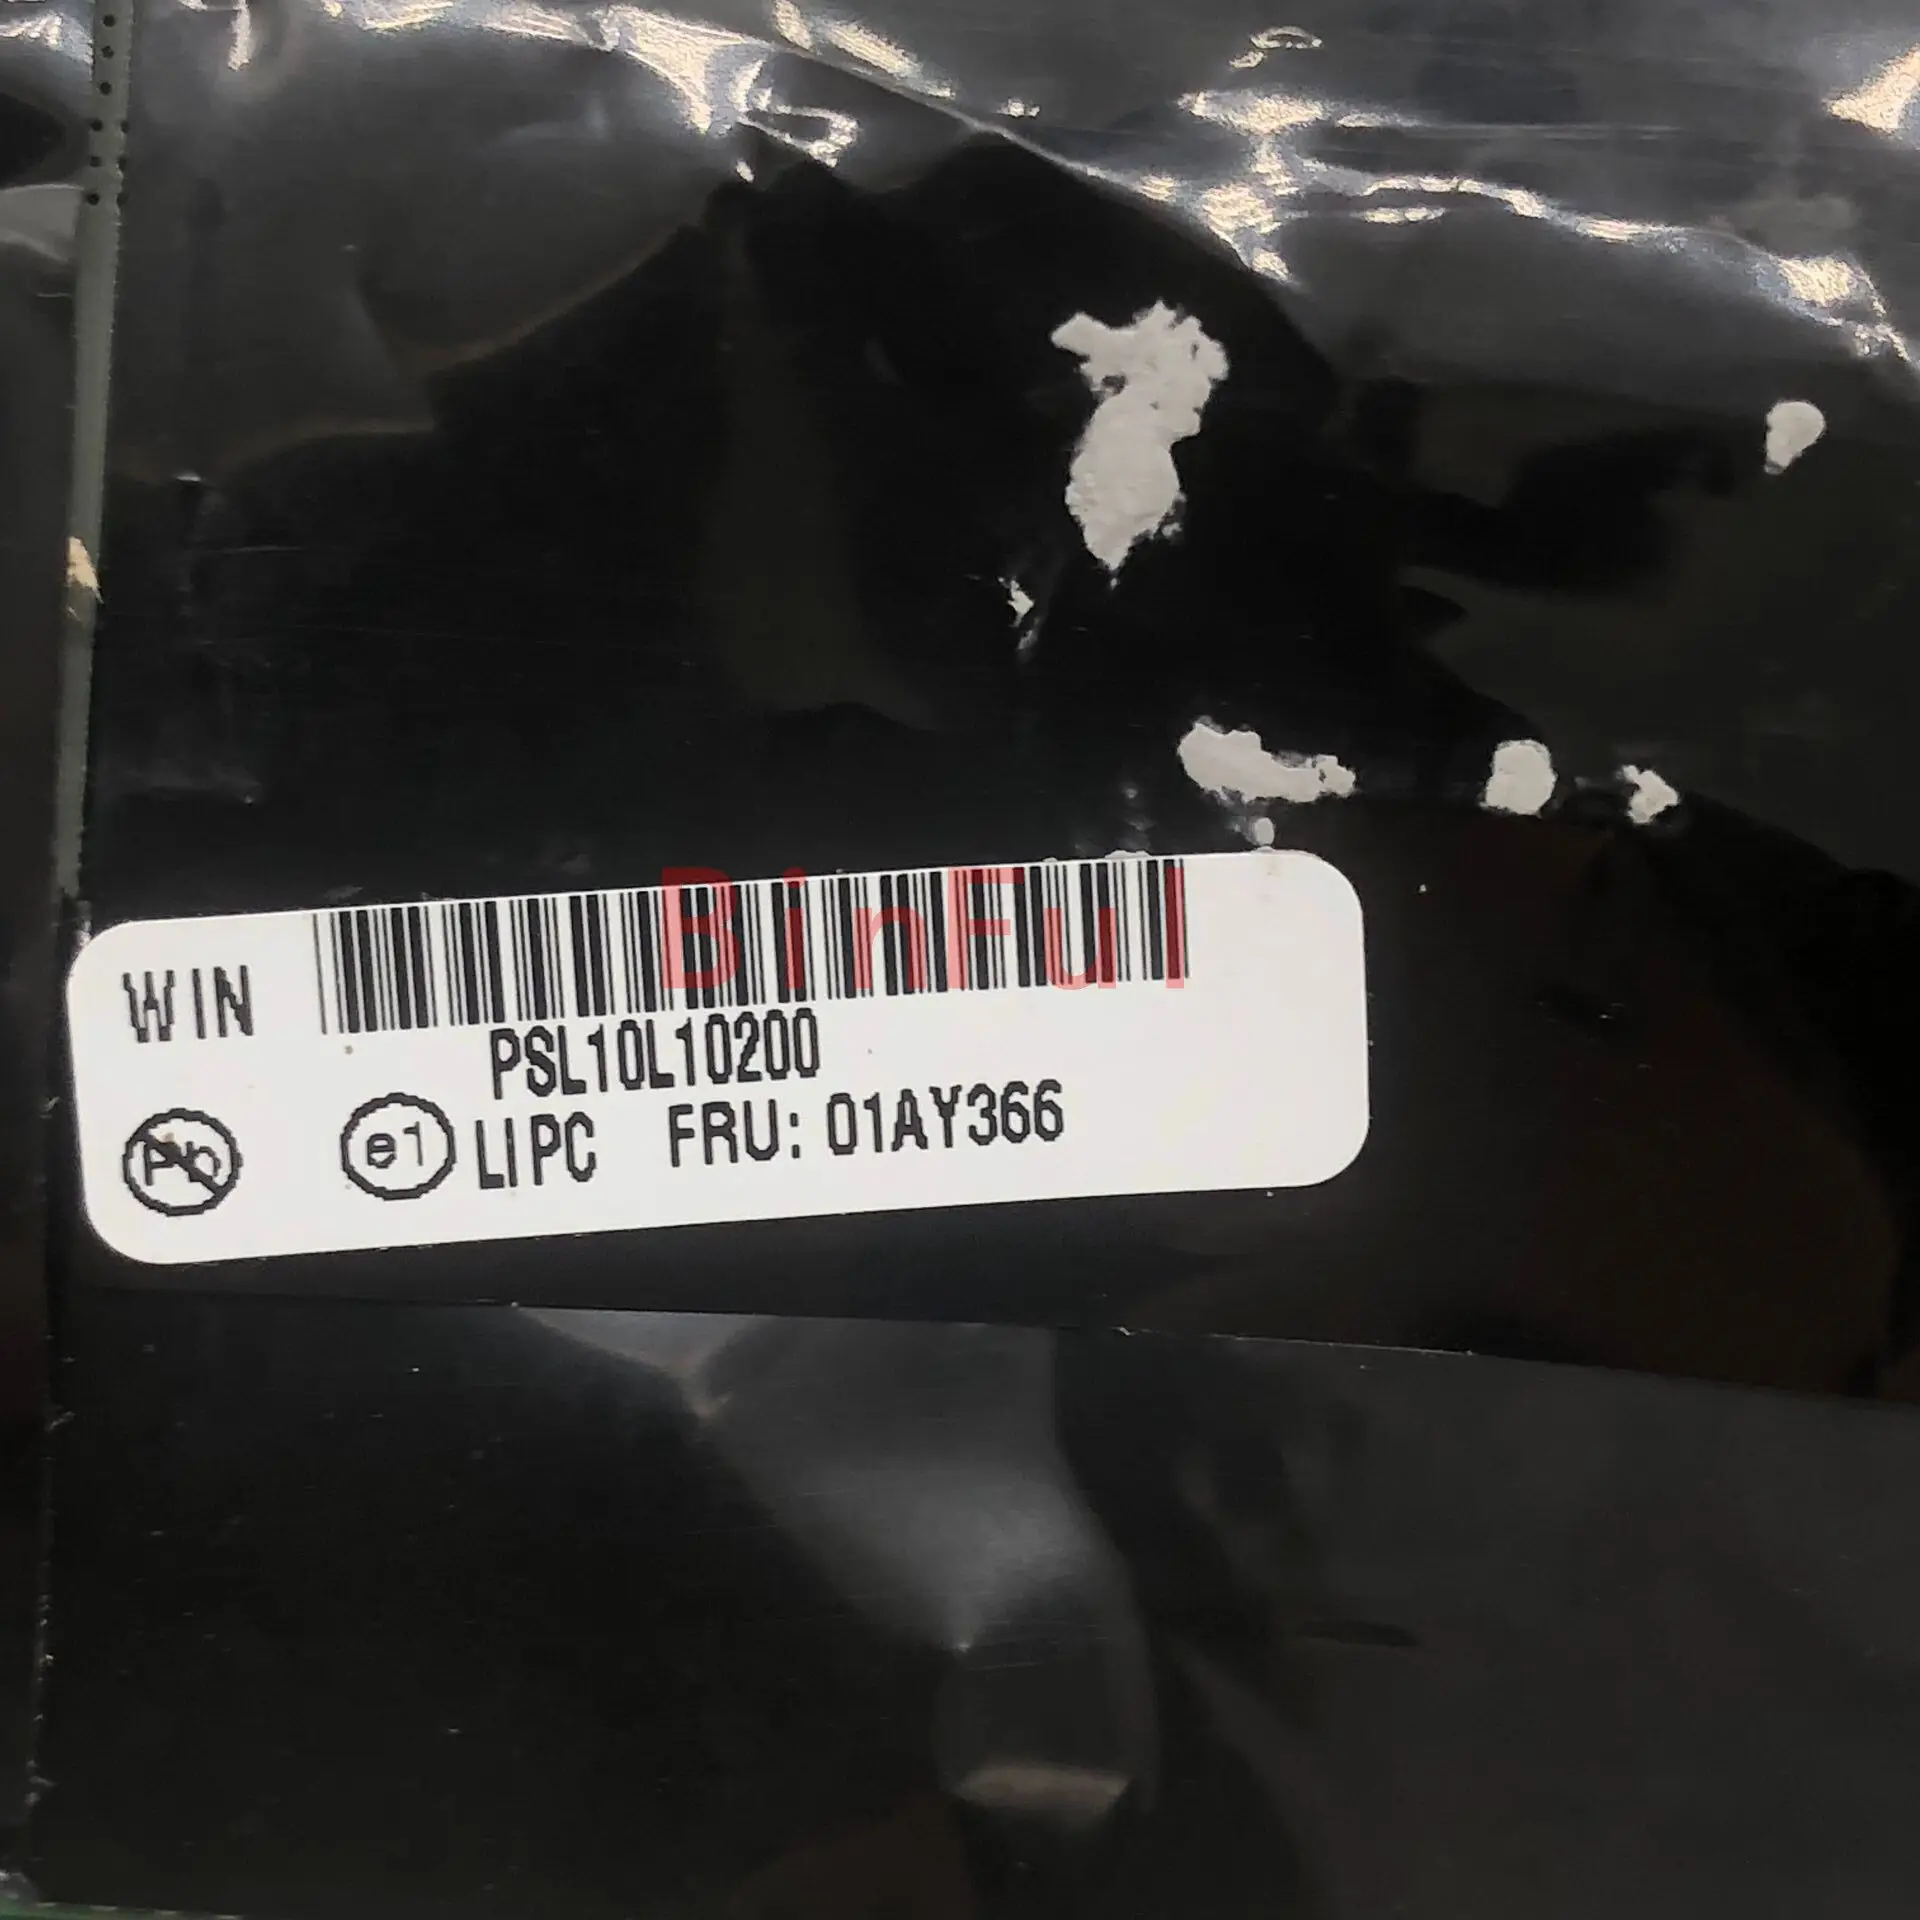 BinFul
WIN
PSL10L10200
Pb
e1 LIPC FRU: 01AY366